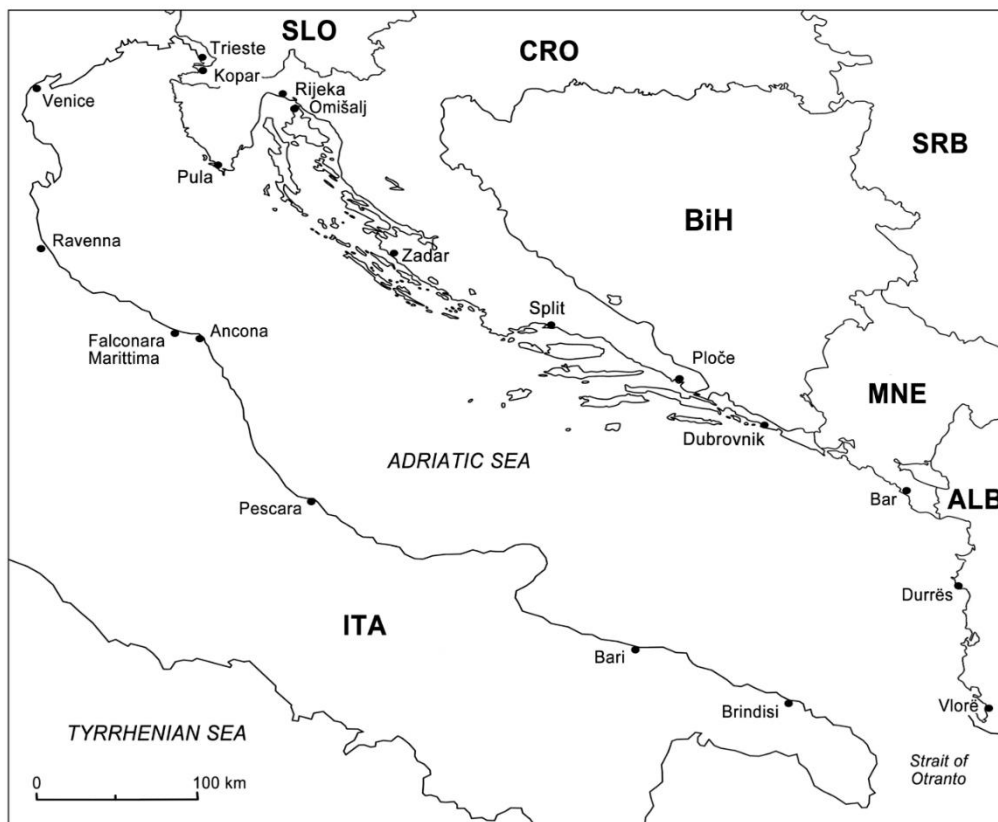 SLO
Trieste
CRO
Kopar
Venice
Rijeka
Omišalj
SRB
Pula
BiH
Ravenna
Zadar
Split
Falconara
Marittima
Ancona
Ploče
MNE
Dubrovnik
ADRIATIC SEA
Pescara
Bar
ALB
Durrës
ITA
Bari
Brindisi
Vlorë
TYRRHENIAN SEA
Strait of
Otranto
0
100 km